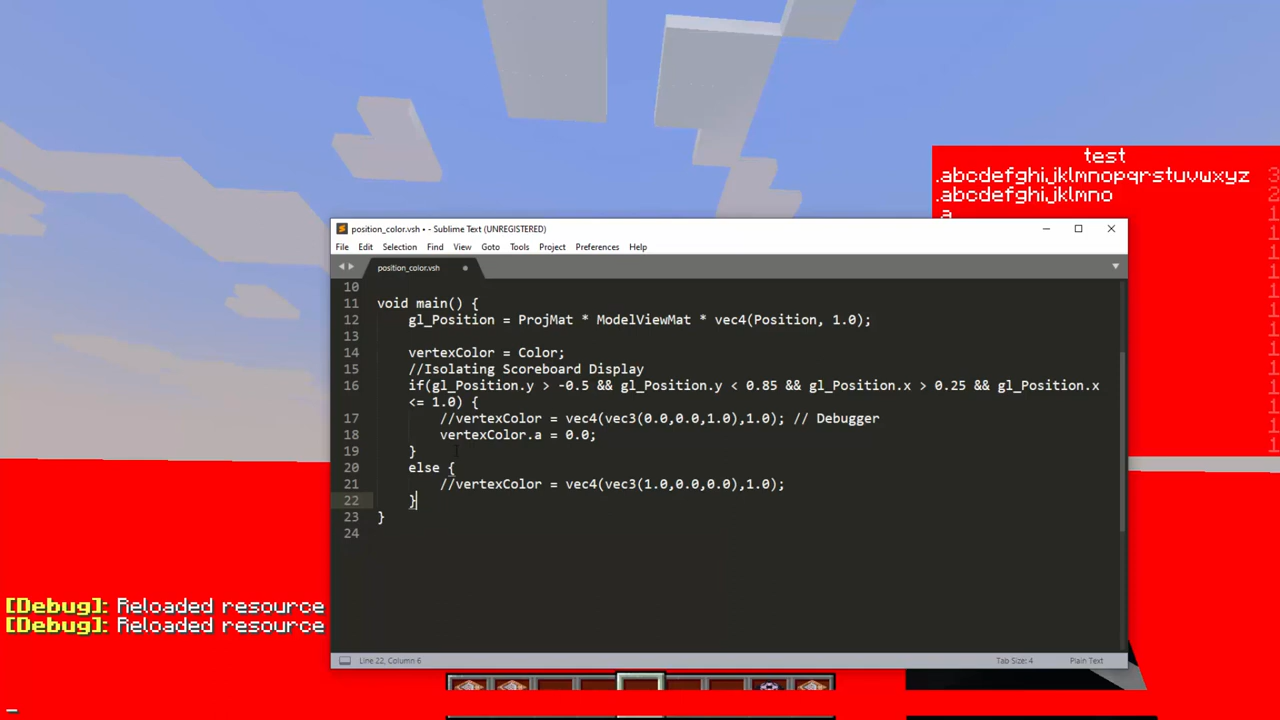 test
.abcdefghijklmnopqrstuvwxyz 3
.abcdefghijklmno 2
a
position_color.vsh • - Sublime Text (UNREGISTERED)
File Edit Selection Find View Goto Tools Project Preferences Help
position_color.vsh
10
11 void main() {
12 gl_Position = ProjMat * ModelViewMat * vec4(Position, 1.0);
13
14 vertexColor = Color;
15 //Isolating Scoreboard Display
16 if(gl_Position.y > -0.5 && gl_Position.y < 0.85 && gl_Position.x > 0.25 && gl_Position.x
<= 1.0) {
17 //vertexColor = vec4(vec3(0.0,0.0,1.0),1.0); // Debugger
18 vertexColor.a = 0.0;
19 }
20 else {
21 //vertexColor = vec4(vec3(1.0,0.0,0.0),1.0);
22 }
23 }
24
[Debug]: Reloaded resource
[Debug]: Reloaded resource
Line 22, Column 6 Tab Size: 4 Plain Text
_